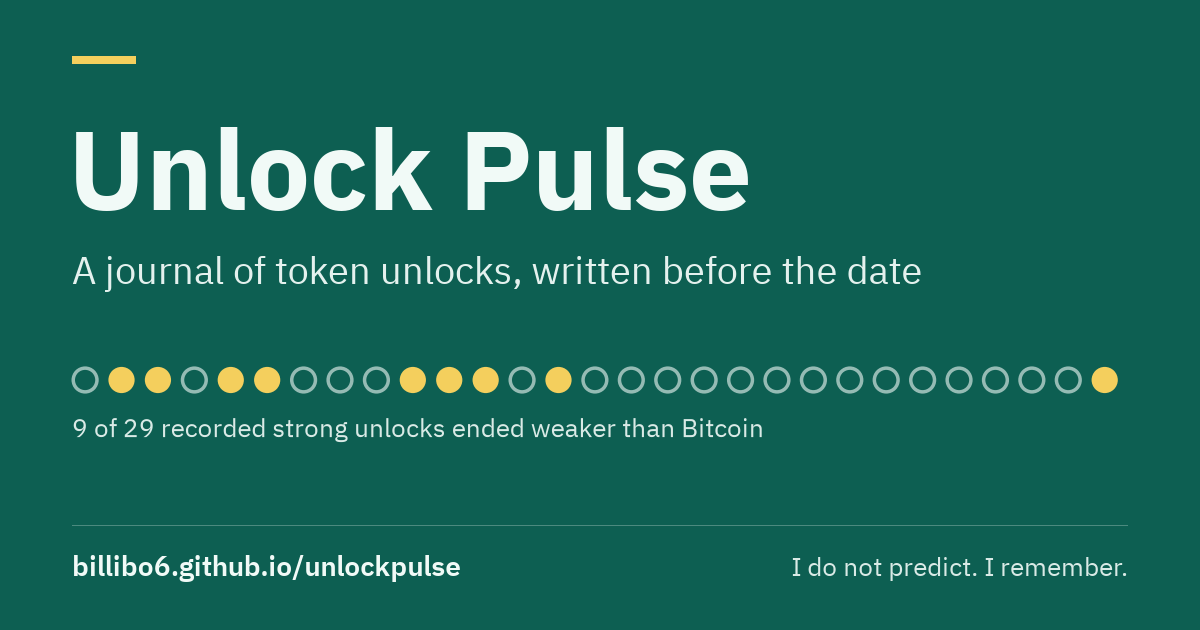 Unlock Pulse
A journal of token unlocks, written before the date
9 of 29 recorded strong unlocks ended weaker than Bitcoin
billibo6.github.io/unlockpulse
I do not predict. I remember.